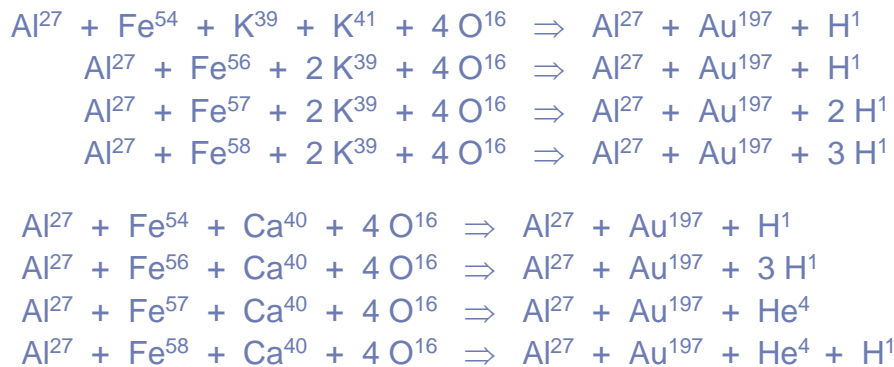 Al²⁷ + Fe⁵⁴ + K³⁹ + K⁴¹ + 4 O¹⁶ ⇒ Al²⁷ + Au¹⁹⁷ + H¹
Al²⁷ + Fe⁵⁶ + 2 K³⁹ + 4 O¹⁶ ⇒ Al²⁷ + Au¹⁹⁷ + H¹
Al²⁷ + Fe⁵⁷ + 2 K³⁹ + 4 O¹⁶ ⇒ Al²⁷ + Au¹⁹⁷ + 2 H¹
Al²⁷ + Fe⁵⁸ + 2 K³⁹ + 4 O¹⁶ ⇒ Al²⁷ + Au¹⁹⁷ + 3 H¹
Al²⁷ + Fe⁵⁴ + Ca⁴⁰ + 4 O¹⁶ ⇒ Al²⁷ + Au¹⁹⁷ + H¹
Al²⁷ + Fe⁵⁶ + Ca⁴⁰ + 4 O¹⁶ ⇒ Al²⁷ + Au¹⁹⁷ + 3 H¹
Al²⁷ + Fe⁵⁷ + Ca⁴⁰ + 4 O¹⁶ ⇒ Al²⁷ + Au¹⁹⁷ + He⁴
Al²⁷ + Fe⁵⁸ + Ca⁴⁰ + 4 O¹⁶ ⇒ Al²⁷ + Au¹⁹⁷ + He⁴ + H¹